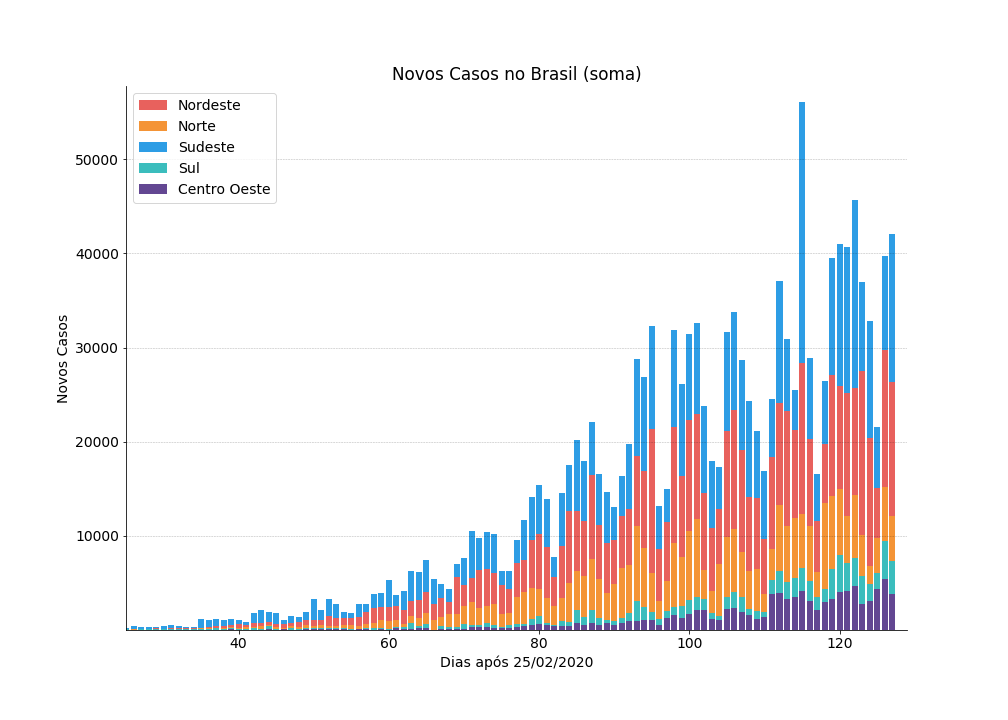 Novos Casos no Brasil (soma)
Nordeste
Norte
Sudeste
Sul
Centro Oeste
50000
40000
30000
20000
10000
Novos Casos
40
60
80
100
120
Dias após 25/02/2020